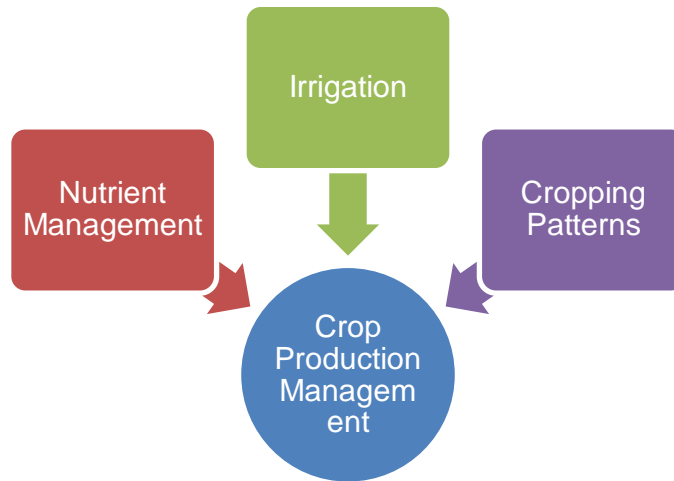 Irrigation
Nutrient
Management
Cropping
Patterns
Crop
Production
Managem
ent